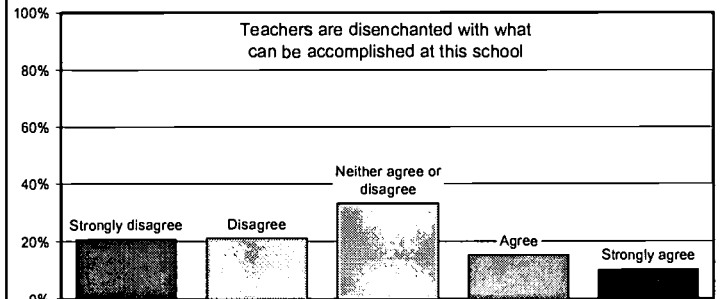 100%
Teachers are disenchanted with what
can be accomplished at this school
80%
60%
Neither agree or
disagree
40%
Strongly disagree
Disagree
20%
Agree
Strongly agree
0%